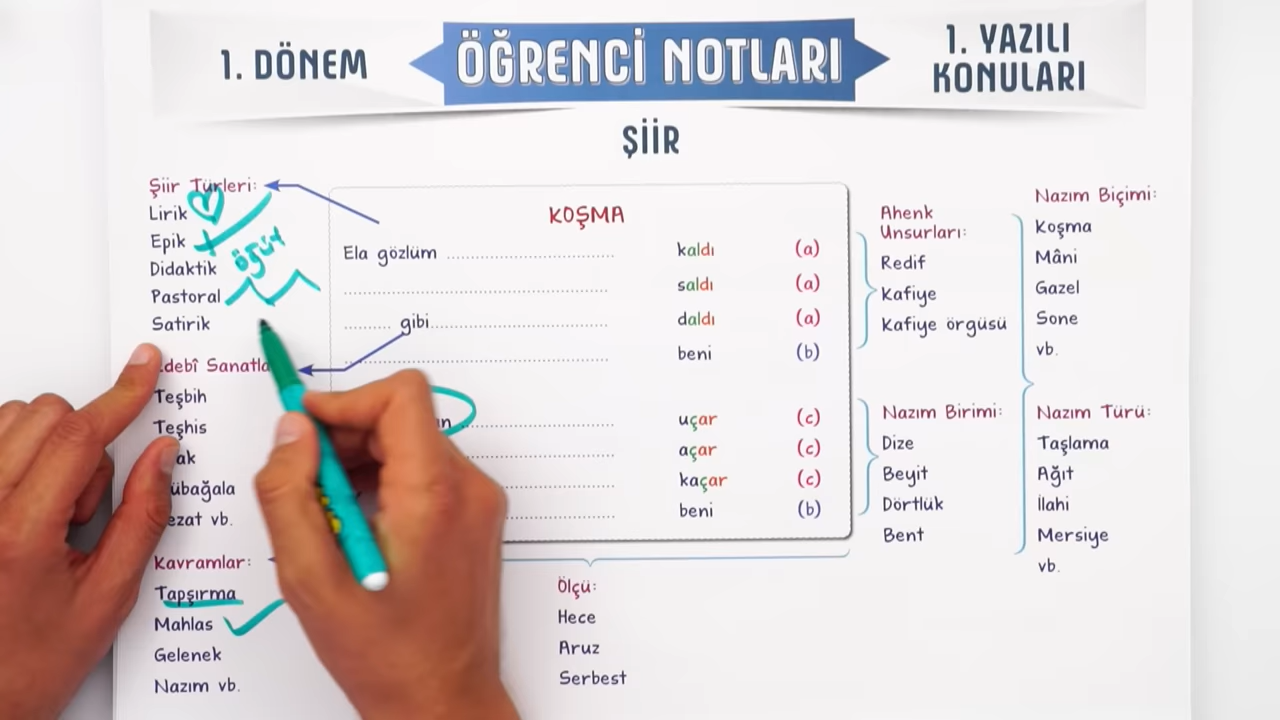 1. DÖNEM
ÖĞRENCİ NOTLARI
1. YAZILI
KONULARI
ŞİİR
Şiir Türleri:
Lirik
Epik
Didaktik
öğüt
Pastoral
Satirik
Teşbih
Teşhis
Kavramlar:
Tapşırma
Mahlas
Gelenek
Nazım vb.
KOŞMA
Ela gözlüm .............................. kaldı (a)
.............................. saldı (a)
......... gibi.............................. daldı (a)
.............................. beni (b)
.............................. uçar (c)
.............................. açar (c)
.............................. kaçar (c)
.............................. beni (b)
Ölçü:
Hece
Aruz
Serbest
Ahenk
Unsurları:
Redif
Kafiye
Kafiye örgüsü
Nazım Birimi:
Dize
Beyit
Dörtlük
Bent
Nazım Biçimi:
Koşma
Mâni
Gazel
Sone
vb.
Nazım Türü:
Taşlama
Ağıt
İlahi
Mersiye
vb.